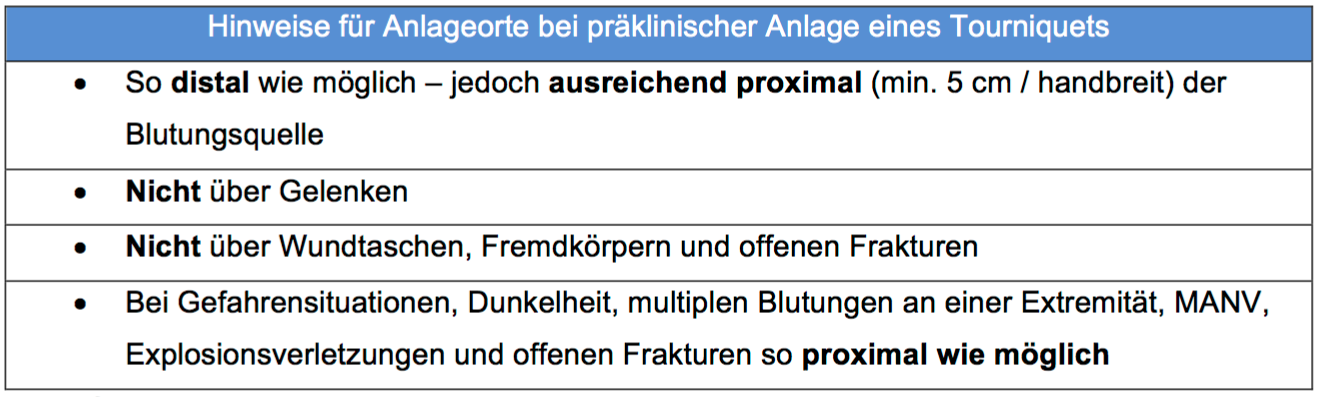 Hinweise für Anlageorte bei präklinischer Anlage eines Tourniquets
• So distal wie möglich – jedoch ausreichend proximal (min. 5 cm / handbreit) der
Blutungsquelle
• Nicht über Gelenken
• Nicht über Wundtaschen, Fremdkörpern und offenen Frakturen
• Bei Gefahrensituationen, Dunkelheit, multiplen Blutungen an einer Extremität, MANV,
Explosionsverletzungen und offenen Frakturen so proximal wie möglich